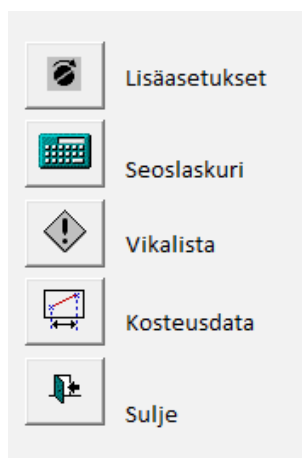 Lisäasetukset
Seoslaskuri
Vikalista
Kosteusdata
Sulje